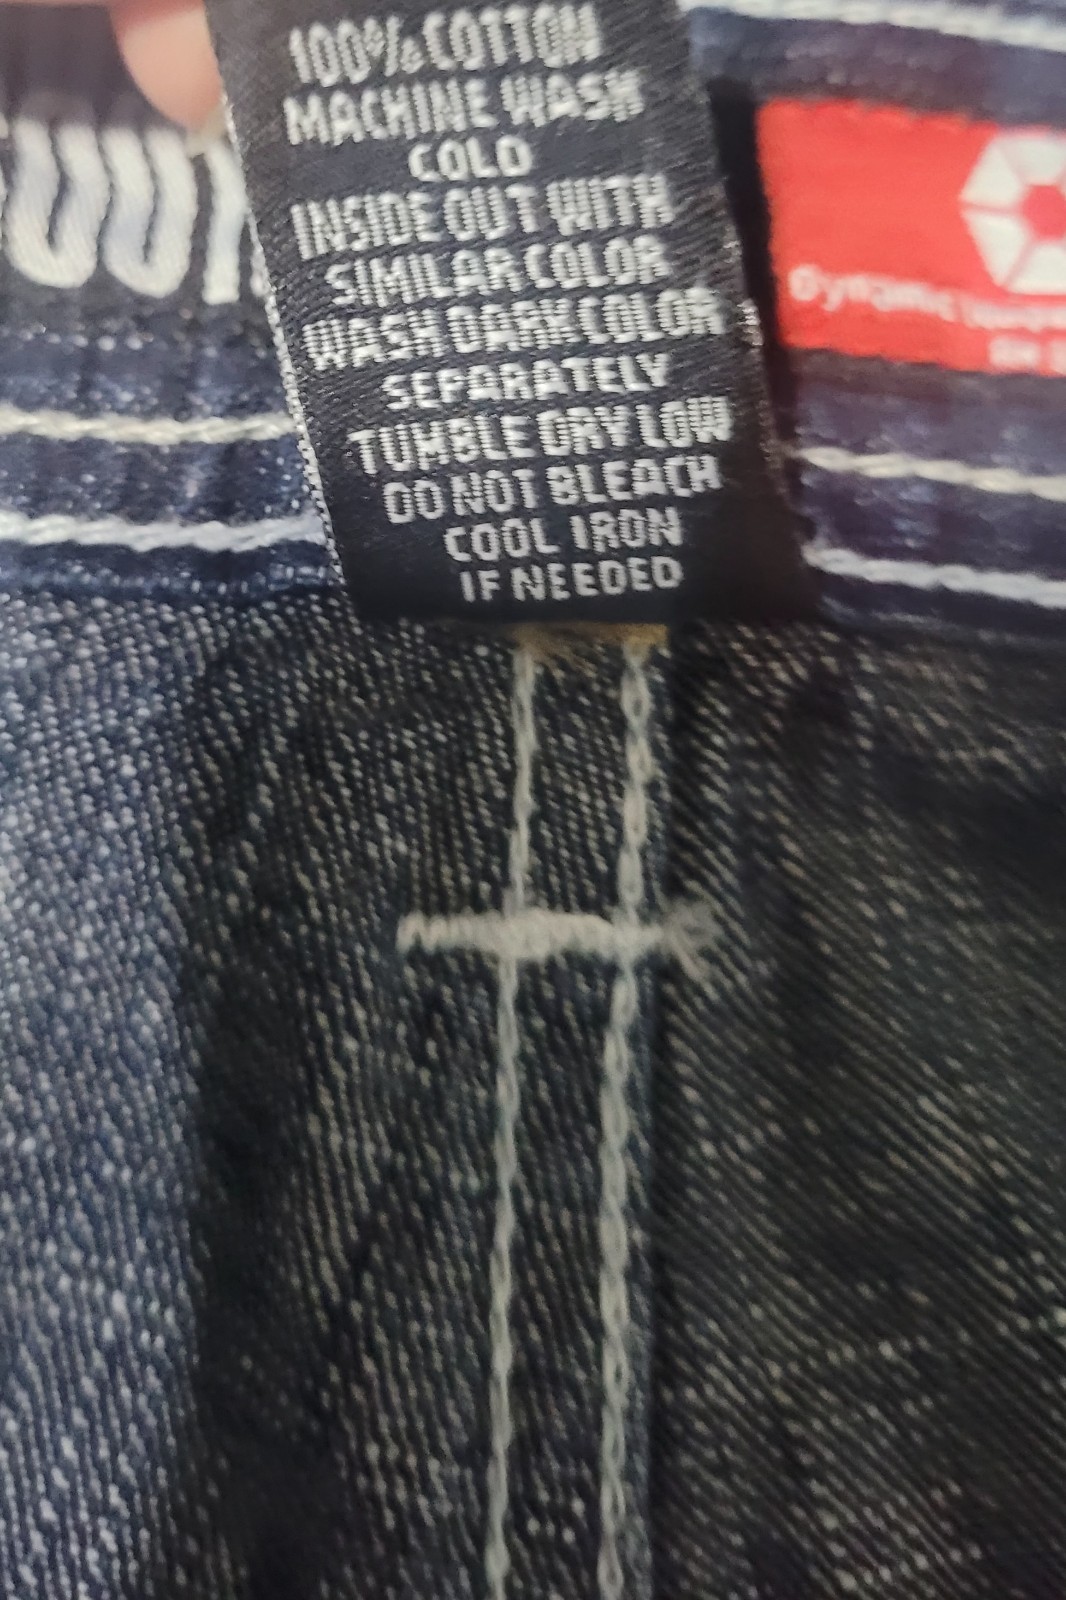 100% COTTON
MACHINE WASH
COLD
INSIDE OUT WITH
SIMILAR COLOR
WASH DARK COLOR
SEPARATELY
TUMBLE DRY LOW
DO NOT BLEACH
COOL IRON
IF NEEDED
Dynamic